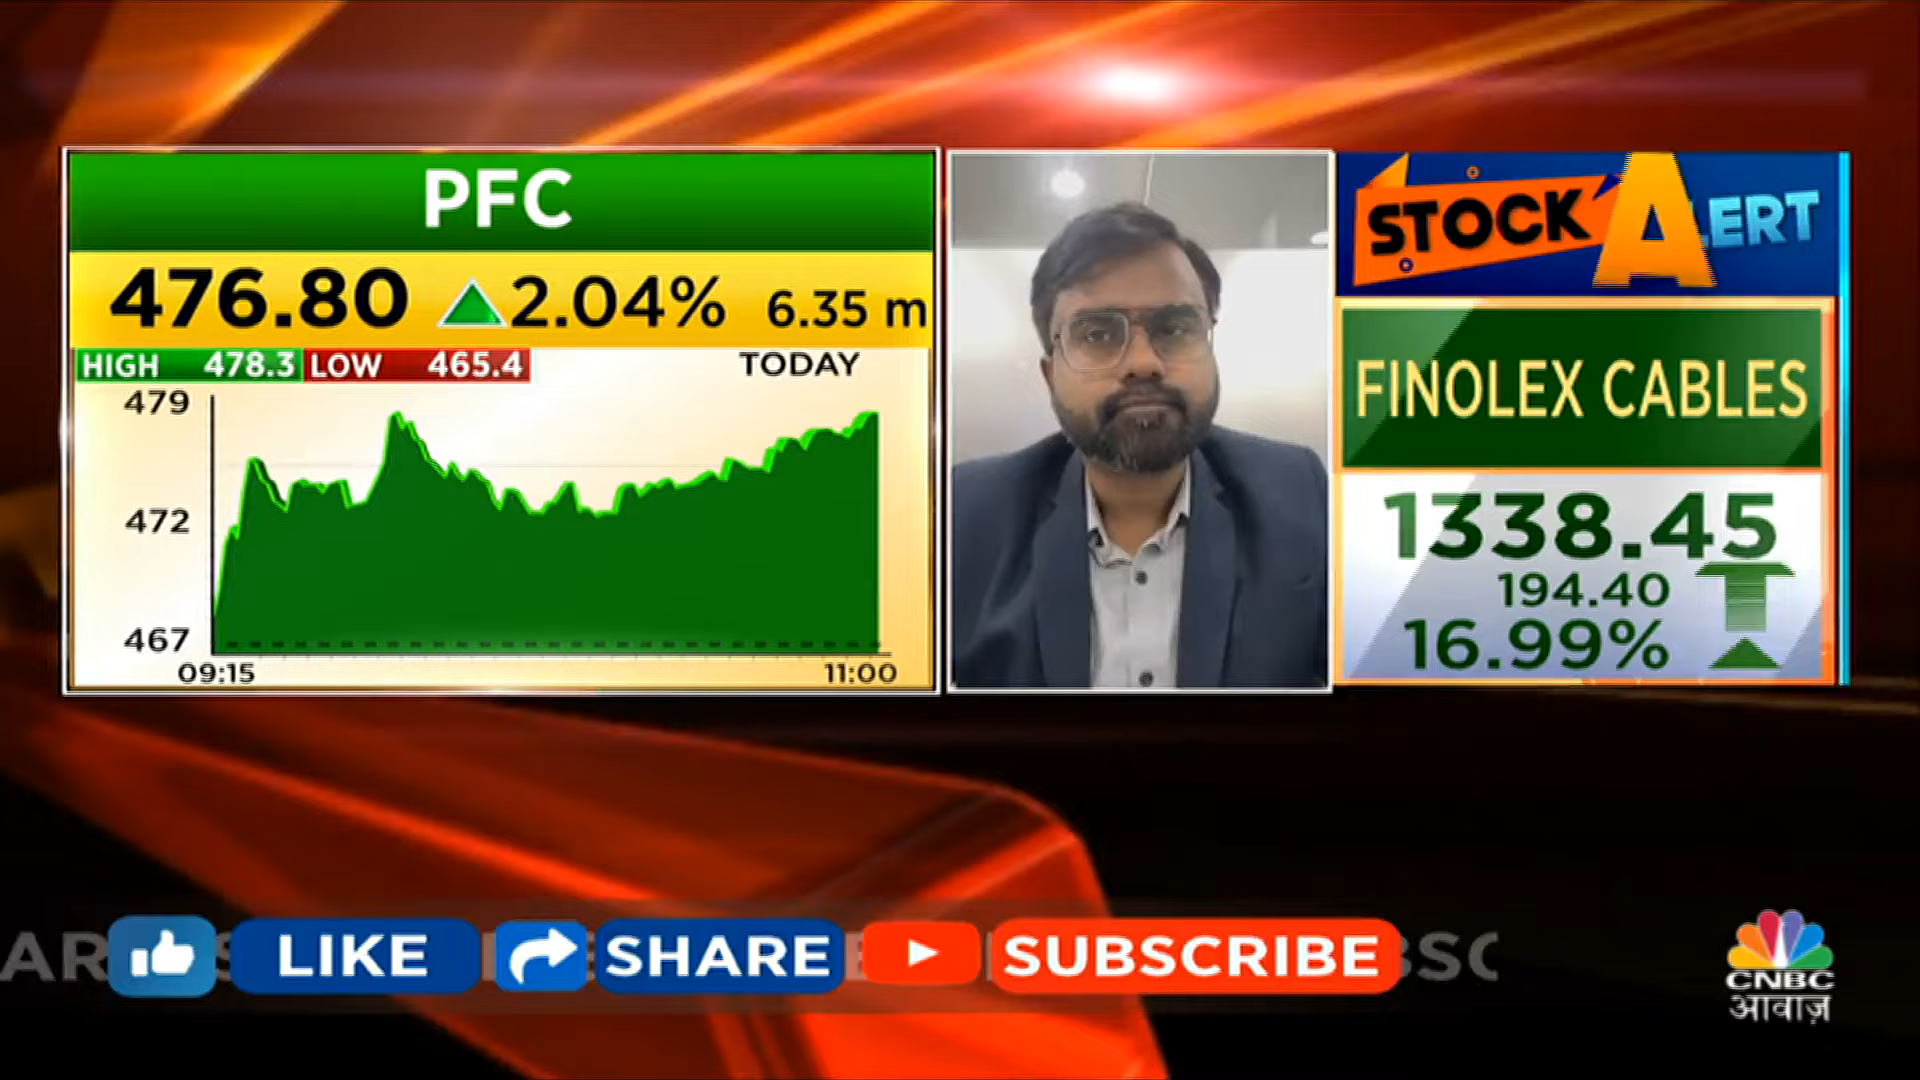 PFC
476.80 2.04% 6.35 m
HIGH 478.3 LOW 465.4 TODAY
479
472
467
09:15 11:00
STOCK ALERT
FINOLEX CABLES
1338.45
194.40
16.99%
LIKE SHARE SUBSCRIBE
CNBC
आवाज़